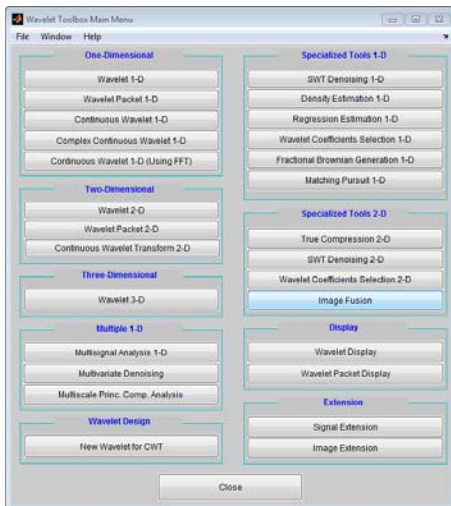 Wavelet Toolbox Main Menu
File Window Help
One-Dimensional
Wavelet 1-D
Wavelet Packet 1-D
Continuous Wavelet 1-D
Complex Continuous Wavelet 1-D
Continuous Wavelet 1-D (Using FFT)
Two-Dimensional
Wavelet 2-D
Wavelet Packet 2-D
Continuous Wavelet Transform 2-D
Three-Dimensional
Wavelet 3-D
Multiple 1-D
Multisignal Analysis 1-D
Multivariate Denoising
Multiscale Princ. Comp. Analysis
Wavelet Design
New Wavelet for CWT
Specialized Tools 1-D
SWT Denoising 1-D
Density Estimation 1-D
Regression Estimation 1-D
Wavelet Coefficients Selection 1-D
Fractional Brownian Generation 1-D
Matching Pursuit 1-D
Specialized Tools 2-D
True Compression 2-D
SWT Denoising 2-D
Wavelet Coefficients Selection 2-D
Image Fusion
Display
Wavelet Display
Wavelet Packet Display
Extension
Signal Extension
Image Extension
Close